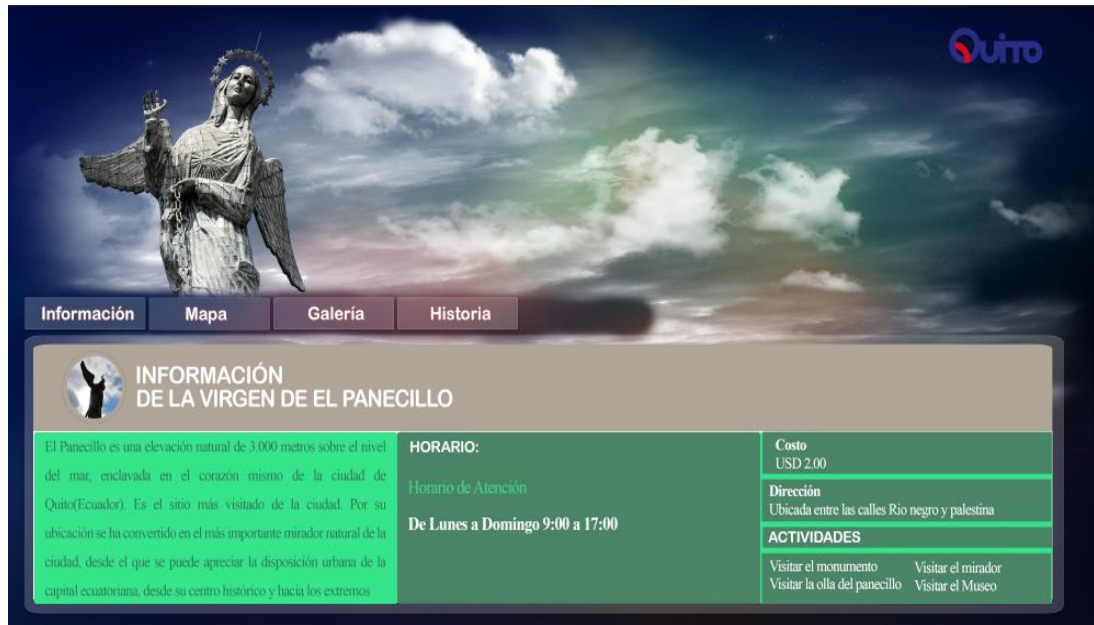 Quito
Información
Mapa
Galería
Historia
INFORMACIÓN
DE LA VIRGEN DE EL PANECILLO
El Panecillo es una elevación natural de 3.000 metros sobre el nivel
del mar, enclavada en el corazón mismo de la ciudad de
Quito(Ecuador). Es el sitio más visitado de la ciudad. Por su
ubicación se ha convertido en el más importante mirador natural de la
ciudad, desde el que se puede apreciar la disposición urbana de la
capital ecuatoriana, desde su centro histórico y hacia los extremos
HORARIO:
Horario de Atención
De Lunes a Domingo 9:00 a 17:00
Costo
USD 2.00
Dirección
Ubicada entre las calles Rio negro y palestina
ACTIVIDADES
Visitar el monumento
Visitar la olla del panecillo
Visitar el mirador
Visitar el Museo